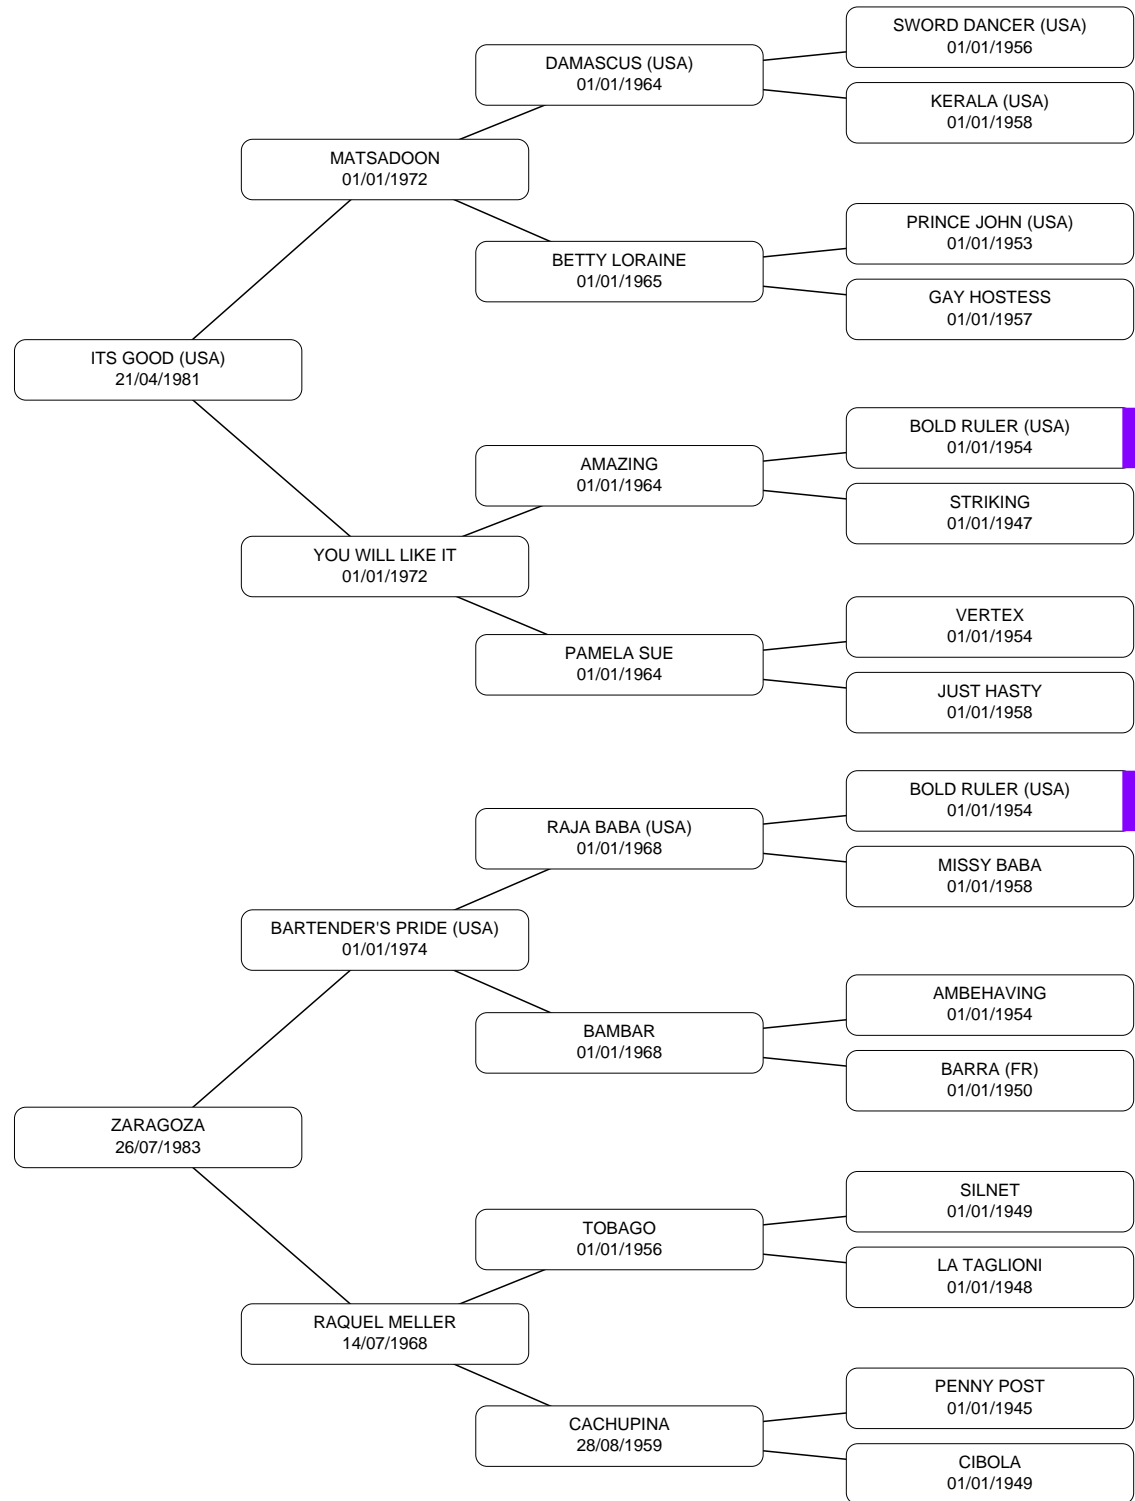 SWORD DANCER (USA)
01/01/1956
DAMASCUS (USA)
01/01/1964
KERALA (USA)
01/01/1958
MATSADOON
01/01/1972
PRINCE JOHN (USA)
01/01/1953
BETTY LORAINE
01/01/1965
GAY HOSTESS
01/01/1957
ITS GOOD (USA)
21/04/1981
BOLD RULER (USA)
01/01/1954
AMAZING
01/01/1964
STRIKING
01/01/1947
YOU WILL LIKE IT
01/01/1972
VERTEX
01/01/1954
PAMELA SUE
01/01/1964
JUST HASTY
01/01/1958
BOLD RULER (USA)
01/01/1954
RAJA BABA (USA)
01/01/1968
MISSY BABA
01/01/1958
BARTENDER'S PRIDE (USA)
01/01/1974
AMBEHAVING
01/01/1954
BAMBAR
01/01/1968
BARRA (FR)
01/01/1950
ZARAGOZA
26/07/1983
SILNET
01/01/1949
TOBAGO
01/01/1956
LA TAGLIONI
01/01/1948
RAQUEL MELLER
14/07/1968
PENNY POST
01/01/1945
CACHUPINA
28/08/1959
CIBOLA
01/01/1949